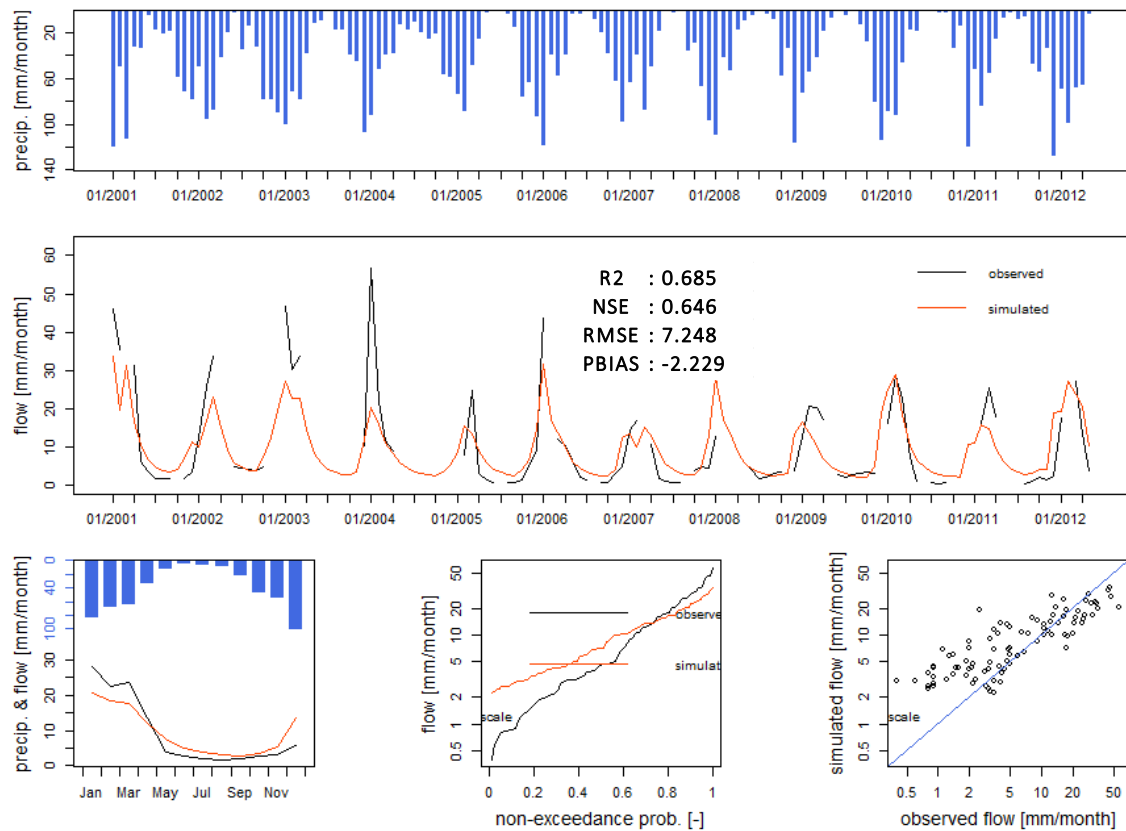 precip. [mm/month]
20
60
100
140
01/2001 01/2002 01/2003 01/2004 01/2005 01/2006 01/2007 01/2008 01/2009 01/2010 01/2011 01/2012
flow [mm/month]
60
50
40
30
20
10
0
R2 : 0.685
NSE : 0.646
RMSE : 7.248
PBIAS : -2.229
observed
simulated
01/2001 01/2002 01/2003 01/2004 01/2005 01/2006 01/2007 01/2008 01/2009 01/2010 01/2011 01/2012
precip. & flow [mm/month]
0
40
100
30
20
10
0
Jan Mar May Jul Sep Nov
flow [mm/month]
50
20
10
5
2
1
0.5
observe
simulat
scale
0 0.2 0.4 0.6 0.8 1
non-exceedance prob. [-]
simulated flow [mm/month]
50
20
10
5
2
1
0.5
scale
0.5 1 2 5 10 20 50
observed flow [mm/month]